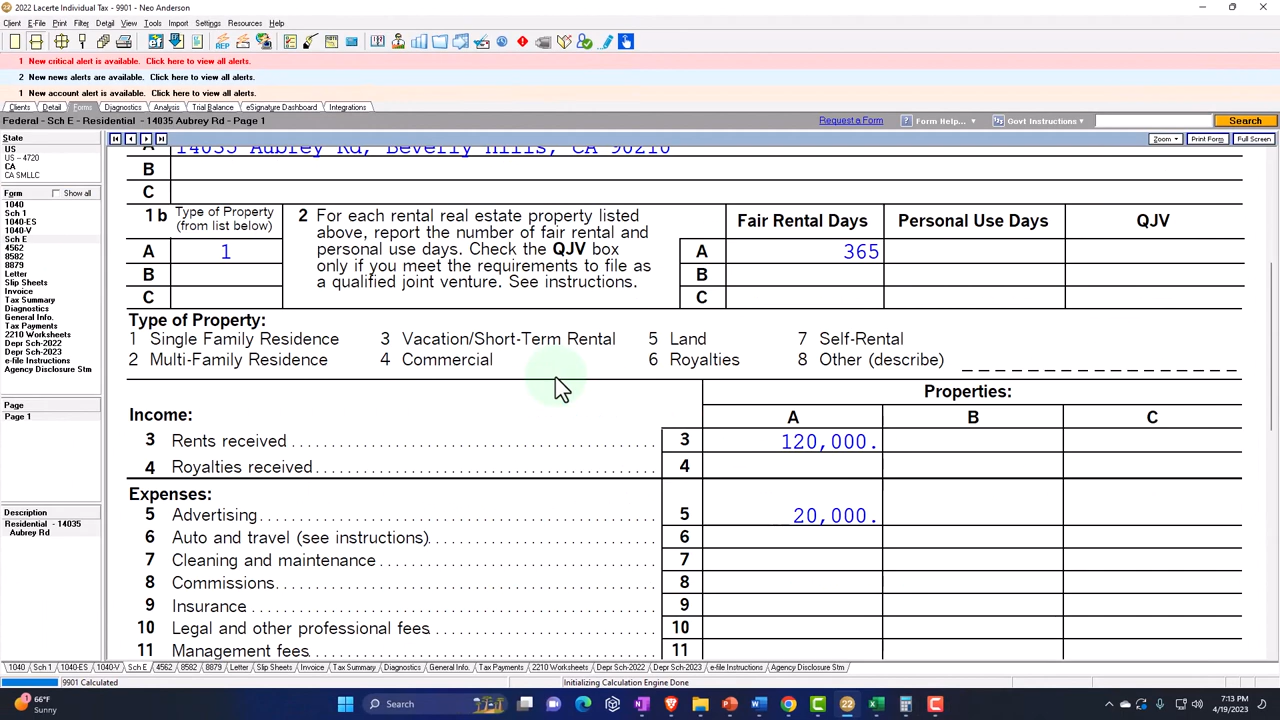 2022 Lacerte Individual Tax - 9901 - Neo Anderson
Client E-File Print Filter Detail View Tools Import Settings Resources Help
1 New critical alert is available. Click here to view all alerts.
2 New news alerts are available. Click here to view all alerts.
1 New account alert is available. Click here to view all alerts.
Clients Detail Forms Diagnostics Analysis Trial Balance eSignature Dashboard Integrations
Federal - Sch E - Residential - 14035 Aubrey Rd - Page 1
Request a Form
Form Help...
Govt Instructions
Search
Zoom
Print Form
Full Screen
State
US
US - 4720
CA
CA SMLLC
Form
Show all
1040
Sch 1
1040-ES
1040-V
Sch E
4562
8582
8879
Letter
Slip Sheets
Invoice
Tax Summary
Diagnostics
General Info.
Tax Payments
2210 Worksheets
Depr Sch-2022
Depr Sch-2023
e-file Instructions
Agency Disclosure Stm
Page
Page 1
Description
Residential - 14035
Aubrey Rd
A 14035 Aubrey Rd, Beverly Hills, CA 90210
B
C
1 b Type of Property
(from list below)
A 1
B
C
2 For each rental real estate property listed
above, report the number of fair rental and
personal use days. Check the QJV box
only if you meet the requirements to file as
a qualified joint venture. See instructions.
Fair Rental Days Personal Use Days QJV
A 365
B
C
Type of Property:
1 Single Family Residence 3 Vacation/Short-Term Rental 5 Land 7 Self-Rental
2 Multi-Family Residence 4 Commercial 6 Royalties 8 Other (describe)
Properties:
Income: A B C
3 Rents received 3 120,000.
4 Royalties received 4
Expenses:
5 Advertising 5 20,000.
6 Auto and travel (see instructions) 6
7 Cleaning and maintenance 7
8 Commissions 8
9 Insurance 9
10 Legal and other professional fees 10
11 Management fees 11
1040 Sch 1 1040-ES 1040-V Sch E 4562 8582 8879 Letter Slip Sheets Invoice Tax Summary Diagnostics General Info. Tax Payments 2210 Worksheets Depr Sch-2022 Depr Sch-2023 e-file Instructions Agency Disclosure Stm
9901 Calculated
Initializing Calculation Engine Done
66°F
Sunny
Search
7:13 PM
4/19/2023